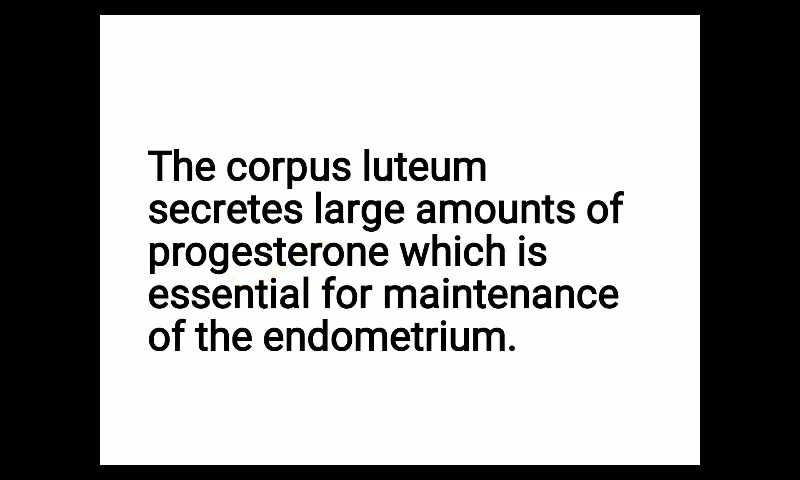 The corpus luteum
secretes large amounts of
progesterone which is
essential for maintenance
of the endometrium.